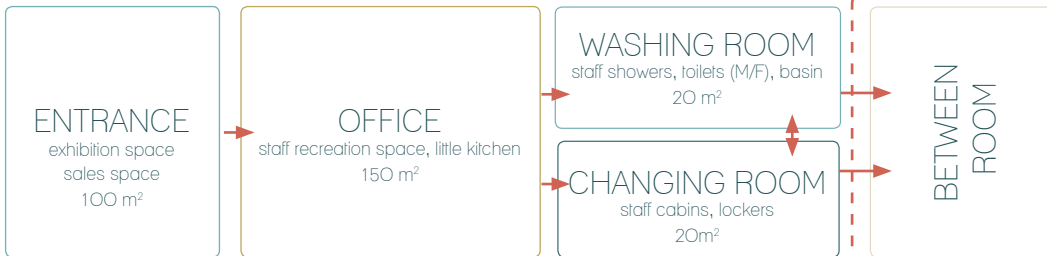 ENTRANCE
exhibition space
sales space
100 m²
OFFICE
staff recreation space, little kitchen
150 m²
WASHING ROOM
staff showers, toilets (M/F), basin
20 m²
CHANGING ROOM
staff cabins, lockers
20m²
BETWEEN
ROOM